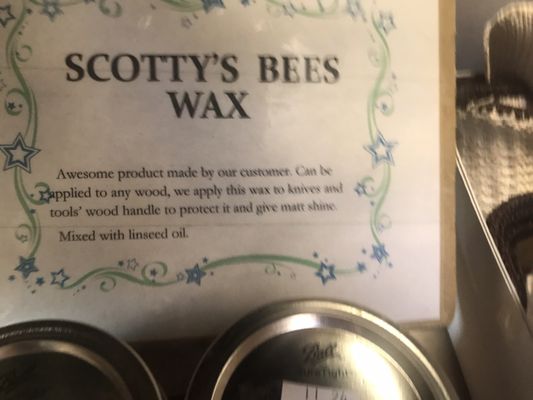 SCOTTY'S BEES
WAX
Awesome product made by our customer. Can be
applied to any wood, we apply this wax to knives and
tools' wood handle to protect it and give matt shine.
Mixed with linseed oil.
Ball